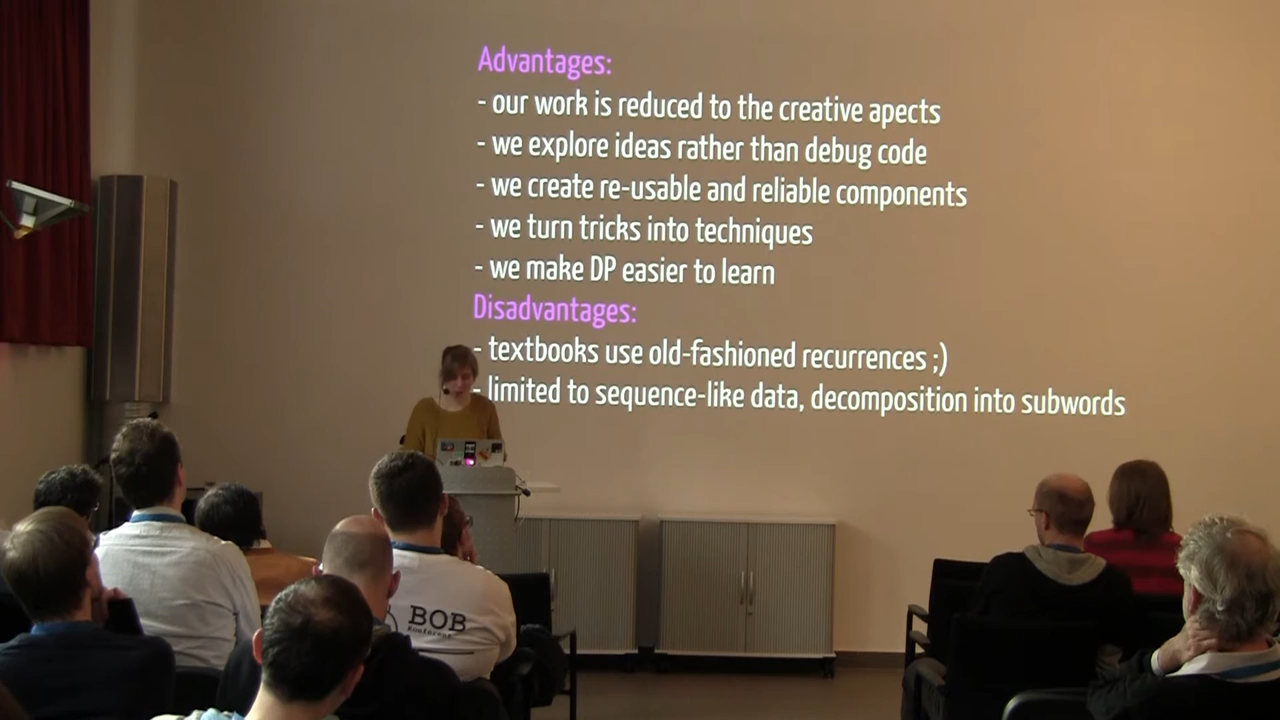 Advantages:
- our work is reduced to the creative apects
- we explore ideas rather than debug code
- we create re-usable and reliable components
- we turn tricks into techniques
- we make DP easier to learn
Disadvantages:
- textbooks use old-fashioned recurrences ;)
- limited to sequence-like data, decomposition into subwords
BOB